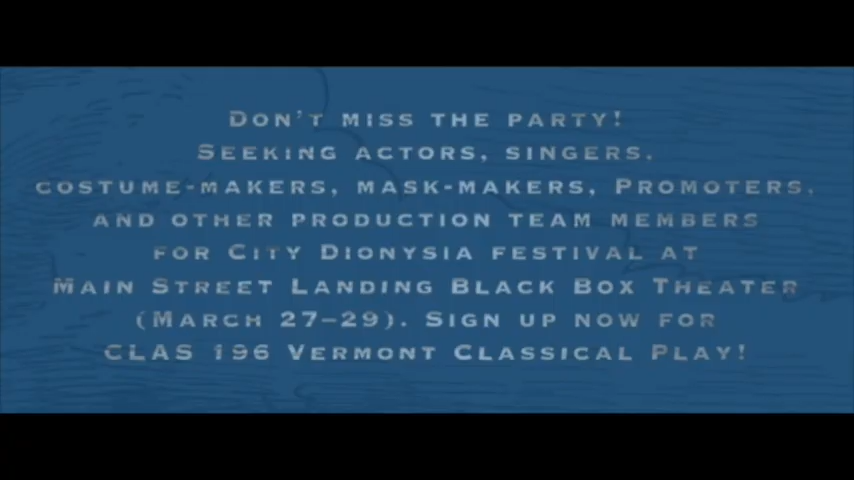 Don't miss the party!
Seeking actors, singers,
costume-makers, mask-makers, Promoters,
and other production team members
for City Dionysia festival at
Main Street Landing Black Box Theater
(March 27–29). Sign up now for
CLAS 196 Vermont Classical Play!